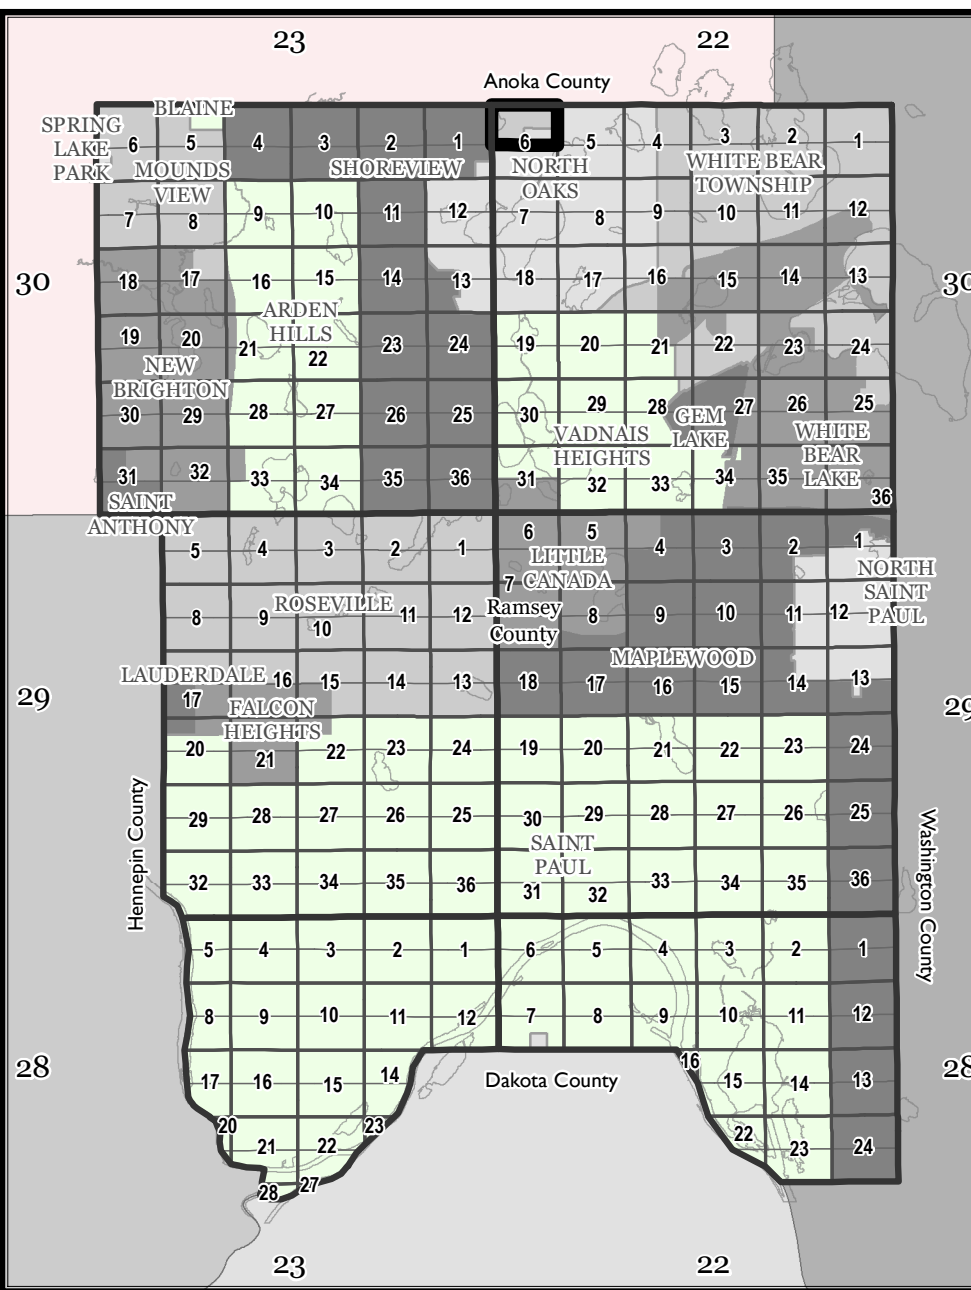 23 22
Anoka County
BLAINE
SPRING
LAKE
PARK
6 5 4 3 2 1 6 5 4 3 2 1
MOUNDS
VIEW
SHOREVIEW
NORTH
OAKS
WHITE BEAR
TOWNSHIP
7 8 9 10 11 12 7 8 9 10 11 12
30 18 17 16 15 14 13 18 17 16 15 14 13 30
ARDEN
HILLS
19 20 21 22 23 24 19 20 21 22 23 24
NEW
BRIGHTON
30 29 28 27 26 25 30 29 28 27 26 25
GEM
LAKE
VADNAIS
HEIGHTS
WHITE
BEAR
LAKE
31 32 33 34 35 36 31 32 33 34 35 36
SAINT
ANTHONY
5 4 3 2 1 6 5 4 3 2 1
LITTLE
CANADA
NORTH
SAINT
PAUL
7
ROSEVILLE
Ramsey
County
8 9 10 11 12 8 9 10 11 12
MAPLEWOOD
LAUDERDALE
29 17 16 15 14 13 18 17 16 15 14 13 29
FALCON
HEIGHTS
20 21 22 23 24 19 20 21 22 23 24
Hennepin County
29 28 27 26 25 30 29 28 27 26 25
Washington County
SAINT
PAUL
32 33 34 35 36 31 32 33 34 35 36
5 4 3 2 1 6 5 4 3 2 1
8 9 10 11 12 7 8 9 10 11 12
28 17 16 15 14 16 15 14 13 28
Dakota County
20 21 22 23 22 23 24
28 27
23 22